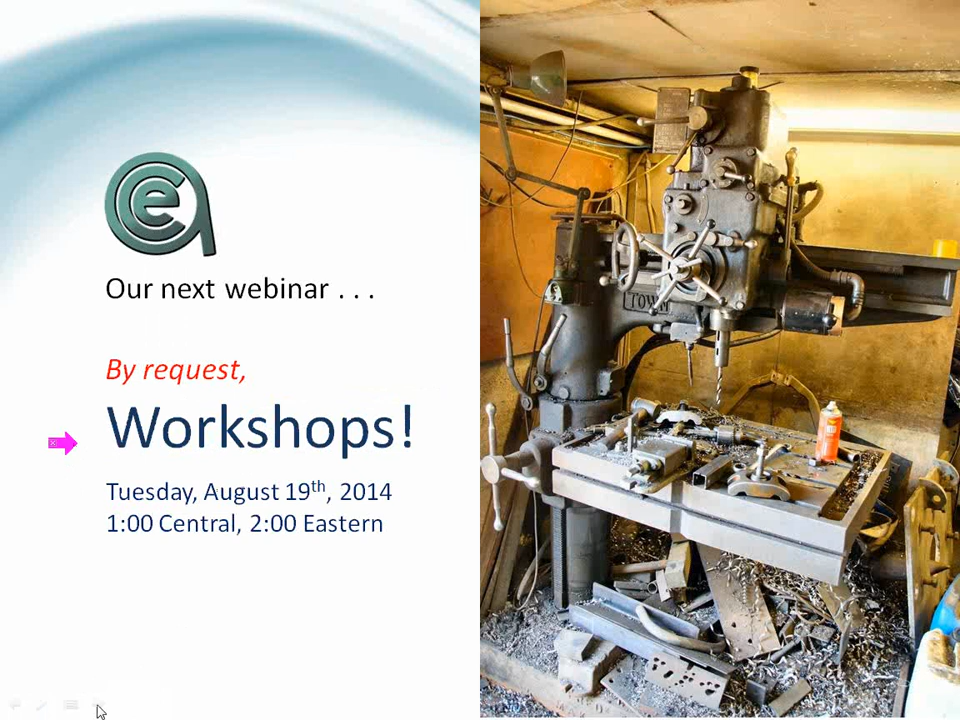 Our next webinar . . .
By request,
Workshops!
Tuesday, August 19th, 2014
1:00 Central, 2:00 Eastern